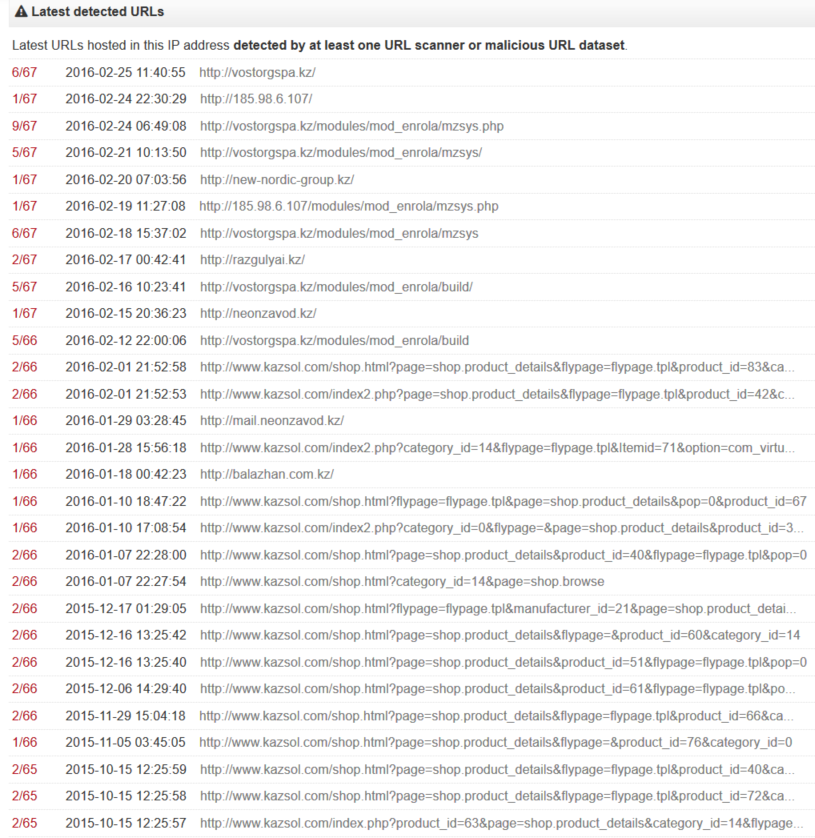 Latest detected URLs
Latest URLs hosted in this IP address detected by at least one URL scanner or malicious URL dataset.
6/67 2016-02-25 11:40:55 http://vostorgspa.kz/
1/67 2016-02-24 22:30:29 http://185.98.6.107/
9/67 2016-02-24 06:49:08 http://vostorgspa.kz/modules/mod_enrola/mzsys.php
5/67 2016-02-21 10:13:50 http://vostorgspa.kz/modules/mod_enrola/mzsys/
1/67 2016-02-20 07:03:56 http://new-nordic-group.kz/
1/67 2016-02-19 11:27:08 http://185.98.6.107/modules/mod_enrola/mzsys.php
6/67 2016-02-18 15:37:02 http://vostorgspa.kz/modules/mod_enrola/mzsys
2/67 2016-02-17 00:42:41 http://razgulyai.kz/
5/67 2016-02-16 10:23:41 http://vostorgspa.kz/modules/mod_enrola/build/
1/67 2016-02-15 20:36:23 http://neonzavod.kz/
5/66 2016-02-12 22:00:06 http://vostorgspa.kz/modules/mod_enrola/build
2/66 2016-02-01 21:52:58 http://www.kazsol.com/shop.html?page=shop.product_details&flypage=flypage.tpl&product_id=83&ca...
2/66 2016-02-01 21:52:53 http://www.kazsol.com/index2.php?page=shop.product_details&flypage=flypage.tpl&product_id=42&c...
1/66 2016-01-29 03:28:45 http://mail.neonzavod.kz/
1/66 2016-01-28 15:56:18 http://www.kazsol.com/index2.php?category_id=14&flypage=flypage.tpl&Itemid=71&option=com_virtu...
1/66 2016-01-18 00:42:23 http://balazhan.com.kz/
1/66 2016-01-10 18:47:22 http://www.kazsol.com/shop.html?flypage=flypage.tpl&page=shop.product_details&pop=0&product_id=67
1/66 2016-01-10 17:08:54 http://www.kazsol.com/index2.php?category_id=0&flypage=&page=shop.product_details&product_id=3...
2/66 2016-01-07 22:28:00 http://www.kazsol.com/shop.html?page=shop.product_details&product_id=40&flypage=flypage.tpl&pop=0
2/66 2016-01-07 22:27:54 http://www.kazsol.com/shop.html?category_id=14&page=shop.browse
2/66 2015-12-17 01:29:05 http://www.kazsol.com/shop.html?flypage=flypage.tpl&manufacturer_id=21&page=shop.product_detai...
2/66 2015-12-16 13:25:42 http://www.kazsol.com/shop.html?page=shop.product_details&flypage=&product_id=60&category_id=14
2/66 2015-12-16 13:25:40 http://www.kazsol.com/shop.html?page=shop.product_details&product_id=51&flypage=flypage.tpl&pop=0
2/66 2015-12-06 14:29:40 http://www.kazsol.com/shop.html?page=shop.product_details&product_id=61&flypage=flypage.tpl&po...
2/66 2015-11-29 15:04:18 http://www.kazsol.com/shop.html?page=shop.product_details&flypage=flypage.tpl&product_id=66&ca...
1/66 2015-11-05 03:45:05 http://www.kazsol.com/shop.html?page=shop.product_details&flypage=&product_id=76&category_id=0
2/65 2015-10-15 12:25:59 http://www.kazsol.com/shop.html?page=shop.product_details&flypage=flypage.tpl&product_id=40&ca...
2/65 2015-10-15 12:25:58 http://www.kazsol.com/shop.html?page=shop.product_details&flypage=flypage.tpl&product_id=72&ca...
2/65 2015-10-15 12:25:57 http://www.kazsol.com/index.php?product_id=63&page=shop.product_details&category_id=14&flypage...